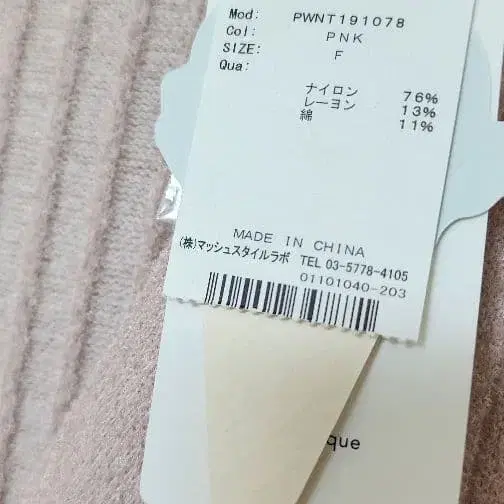 Mod: PWNT191078
Col: PNK
SIZE: F
Qua:
ナイロン 76%
レーヨン 13%
綿 11%
MADE IN CHINA
(株)マッシュスタイルラボ TEL 03-5778-4105
01101040-203
que